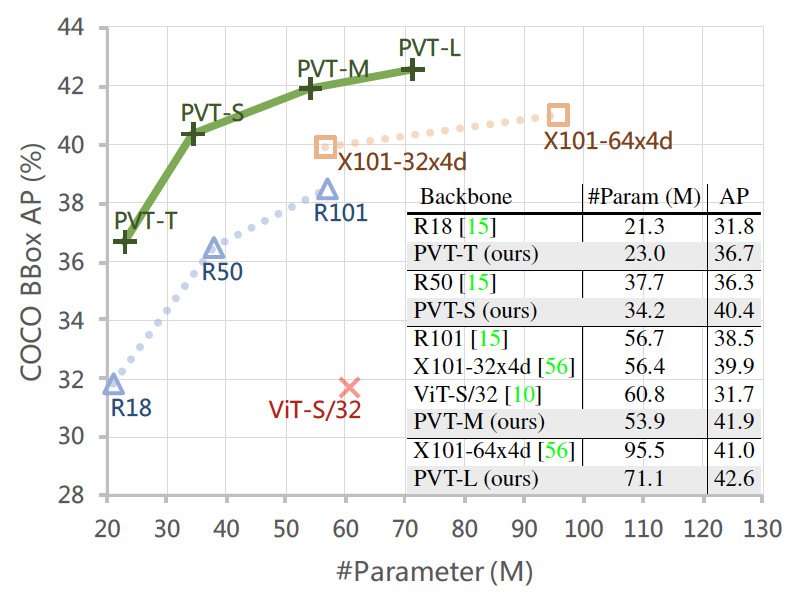 44
42
40
38
36
34
32
30
28
COCO BBox AP (%)
PVT-L
PVT-M
PVT-S
X101-64x4d
X101-32x4d
R101
PVT-T
R50
R18
ViT-S/32
Backbone #Param (M) AP
R18 [15] 21.3 31.8
PVT-T (ours) 23.0 36.7
R50 [15] 37.7 36.3
PVT-S (ours) 34.2 40.4
R101 [15] 56.7 38.5
X101-32x4d [56] 56.4 39.9
ViT-S/32 [10] 60.8 31.7
PVT-M (ours) 53.9 41.9
X101-64x4d [56] 95.5 41.0
PVT-L (ours) 71.1 42.6
20 30 40 50 60 70 80 90 100 110 120 130
#Parameter (M)